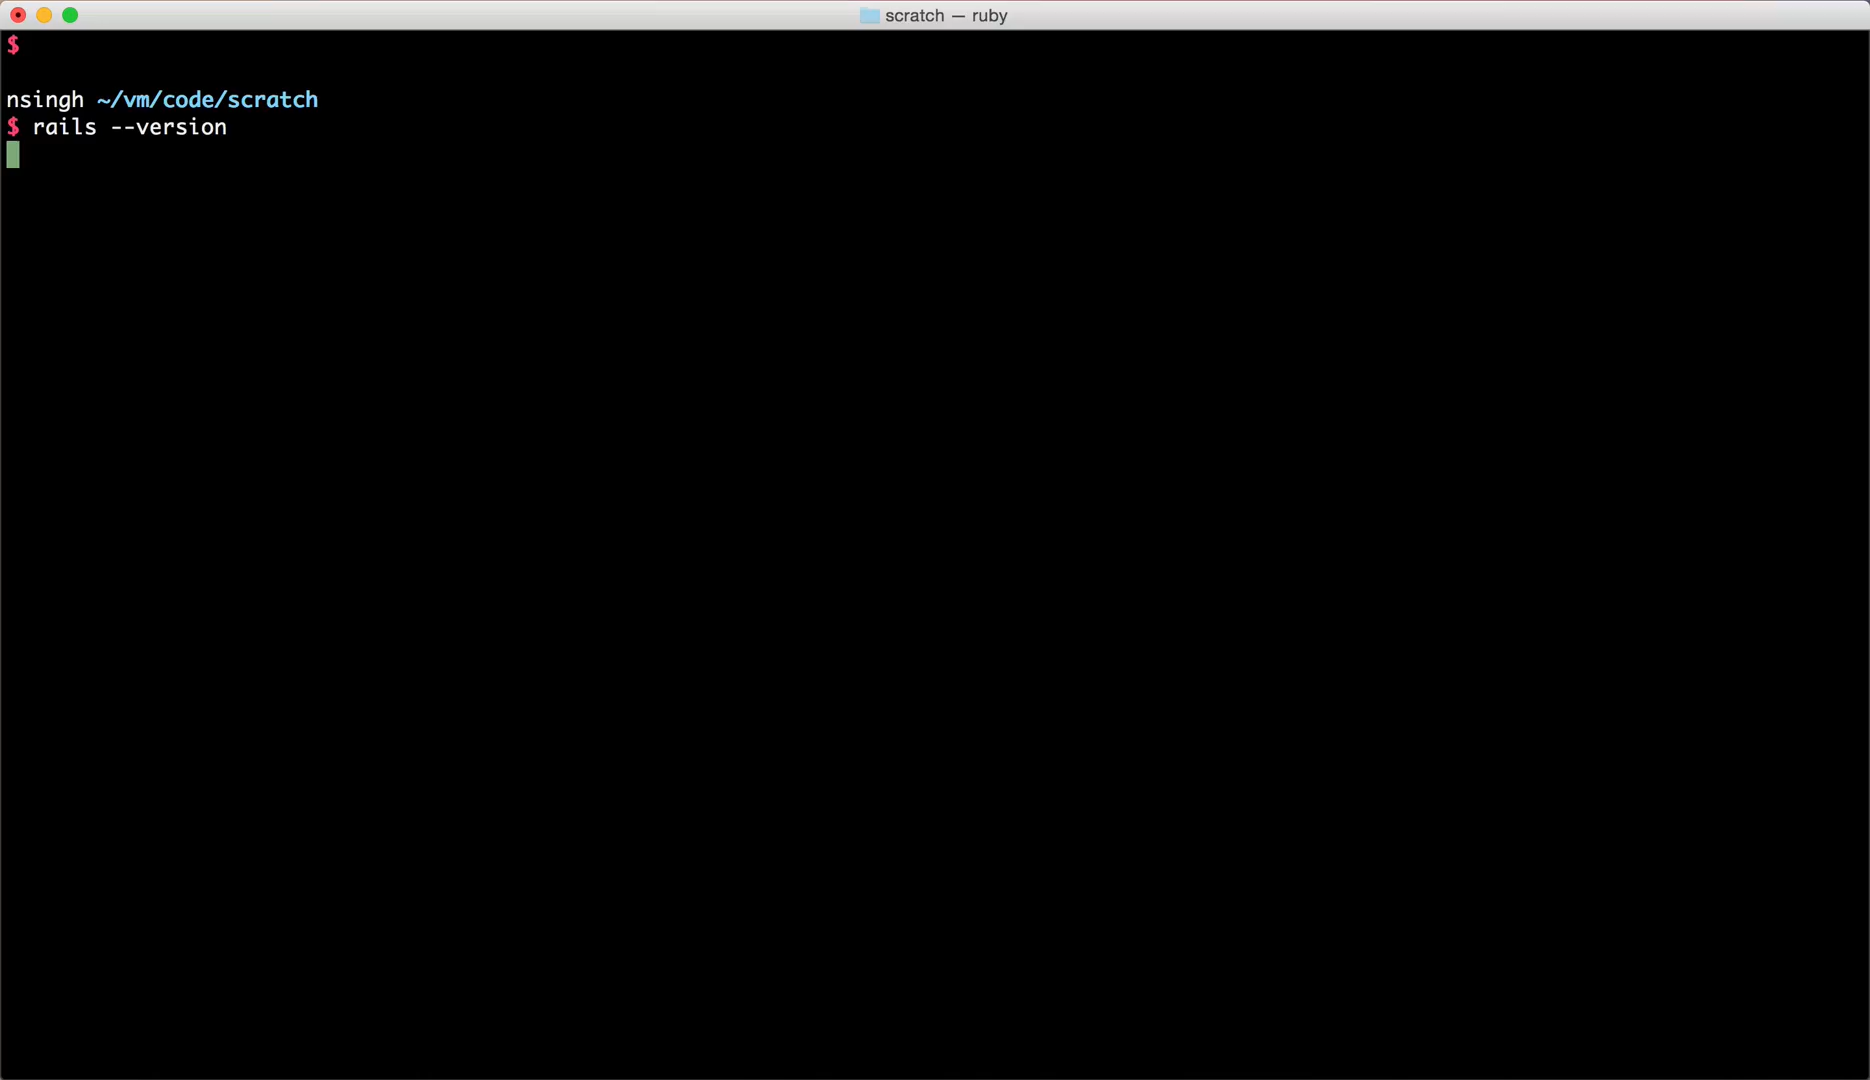 scratch — ruby
$
nsingh ~/vm/code/scratch
$ rails --version